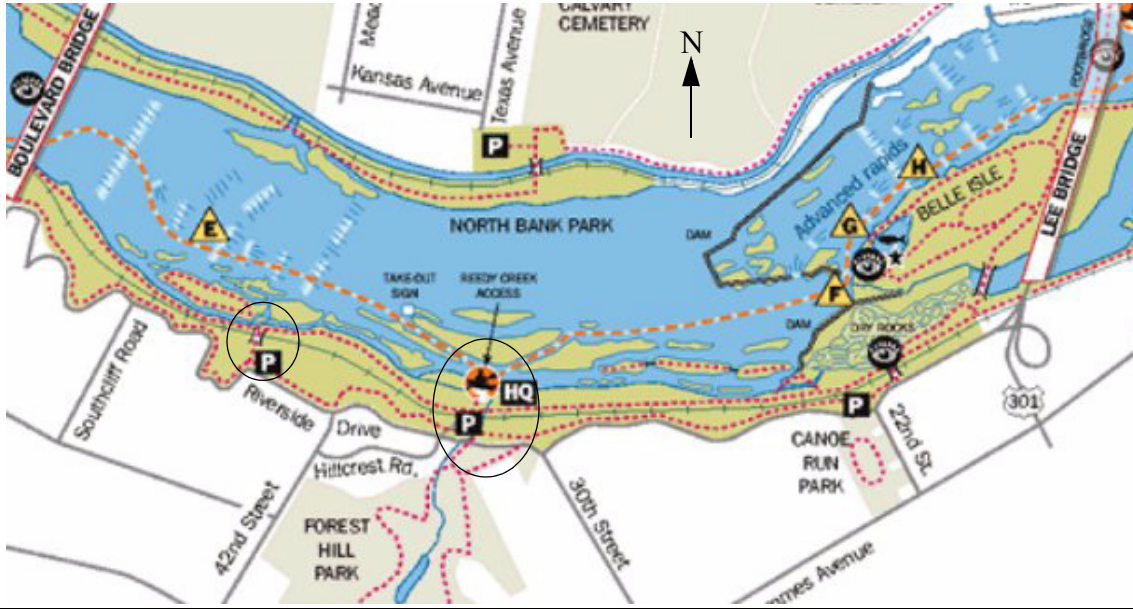 CALVARY
CEMETERY
N
Kansas Avenue
Texas Avenue
BOULEVARD BRIDGE
FOOTBRIDGE
P
H
Advanced rapids
BELLE ISLE
LEE BRIDGE
E
NORTH BANK PARK
DAM
G
TAKE-OUT
SIGN
REEDY CREEK
ACCESS
F
DAM
DRY ROCKS
P
HQ
P
P
Southcliff Road
Riverside
Drive
Hillcrest Rd.
42nd Street
30th Street
22nd St.
301
CANOE
RUN
PARK
FOREST
HILL
PARK
Avenue